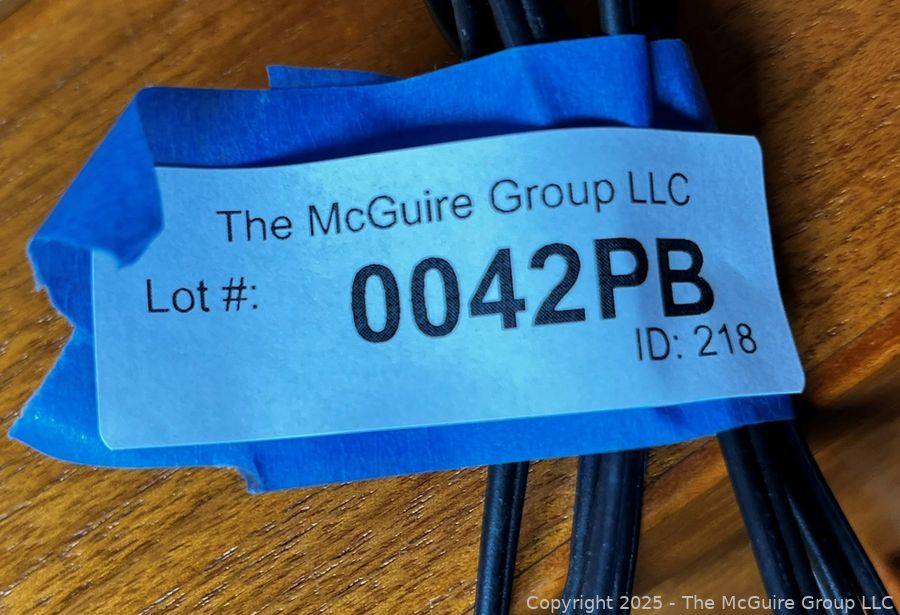 The McGuire Group LLC
Lot #: 0042PB
ID: 218
Copyright 2025 - The McGuire Group LLC